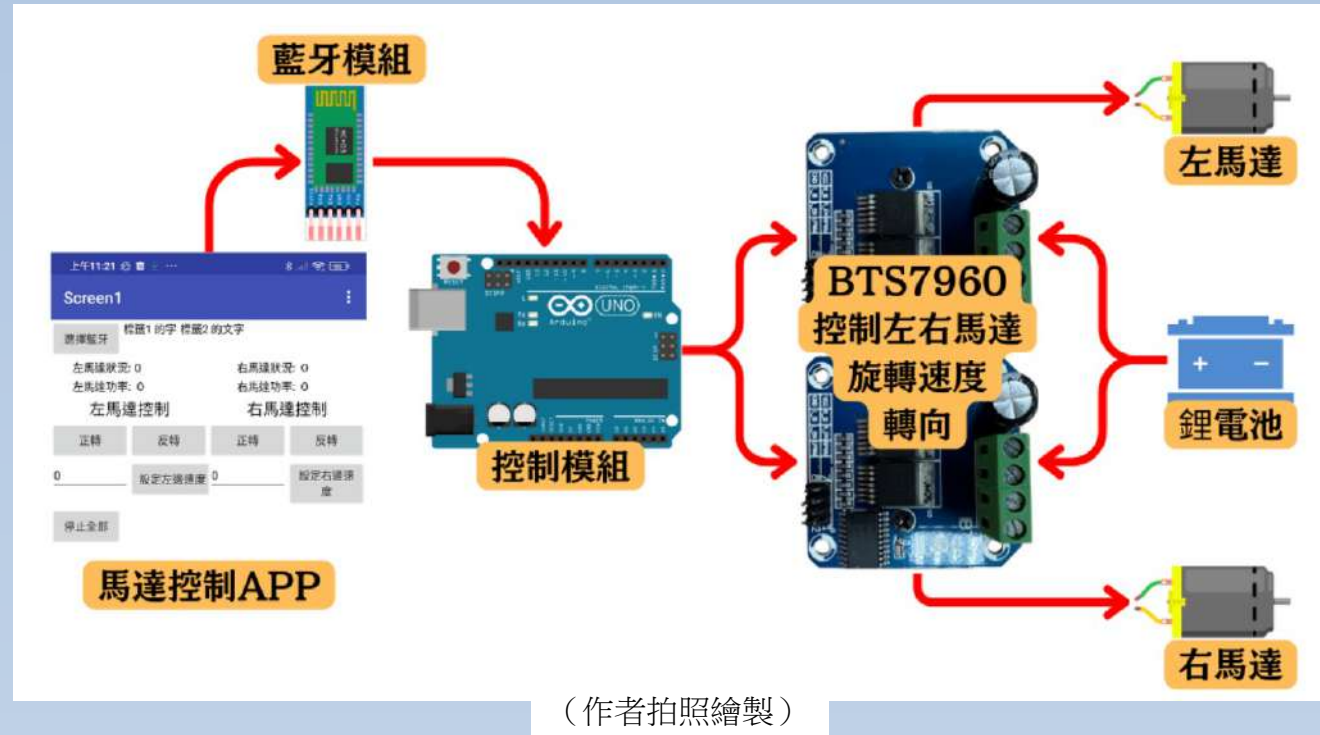 藍牙模組
左馬達
上午11:21
Screen1
選擇藍牙
標籤1 的字 標籤2 的文字
左馬達狀況: 0
右馬達狀況: 0
左馬達功率: 0
右馬達功率: 0
左馬達控制
右馬達控制
正轉
反轉
正轉
反轉
0
設定左邊速度
0
設定右邊速
度
停止全部
馬達控制APP
RESET
UNO
Arduino
控制模組
BTS7960
控制左右馬達
旋轉速度
轉向
鋰電池
右馬達
（作者拍照繪製）